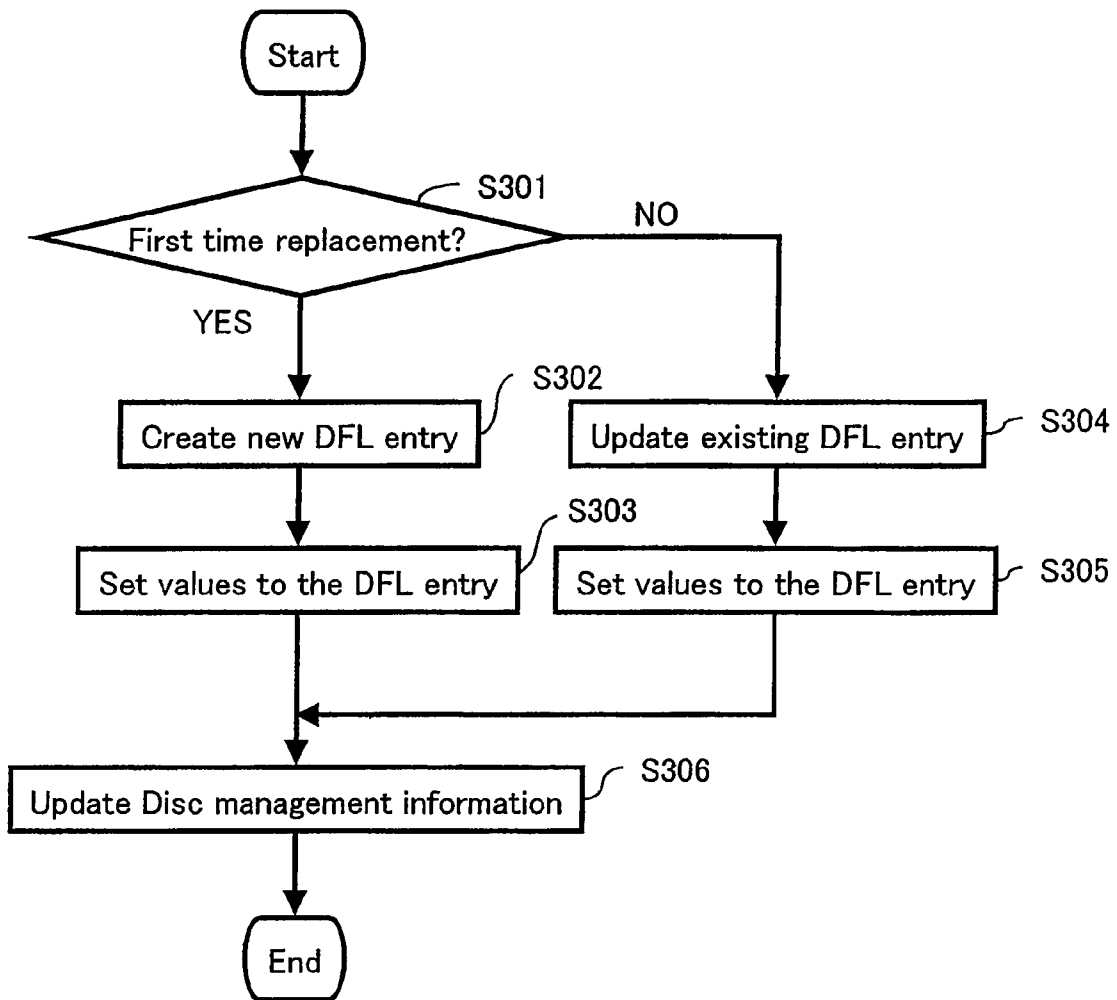 Start
S301
First time replacement?
NO
YES
S302
Create new DFL entry
Update existing DFL entry
S304
S303
Set values to the DFL entry
Set values to the DFL entry
S305
S306
Update Disc management information
End